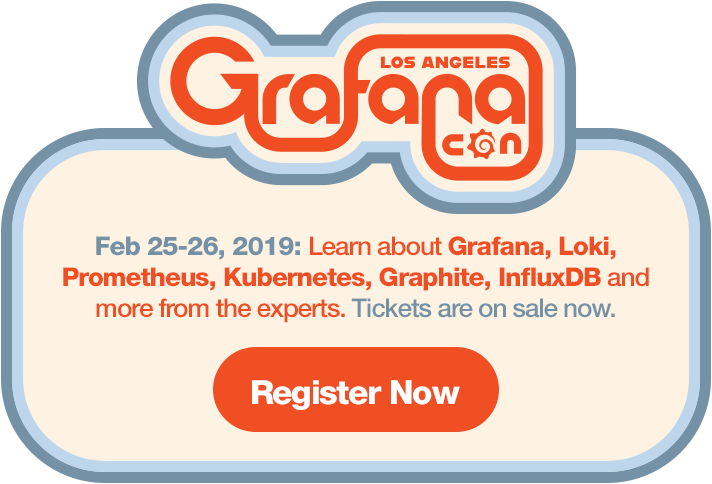 LOS ANGELES
Grafana
con
Feb 25-26, 2019: Learn about Grafana, Loki,
Prometheus, Kubernetes, Graphite, InfluxDB and
more from the experts. Tickets are on sale now.
Register Now